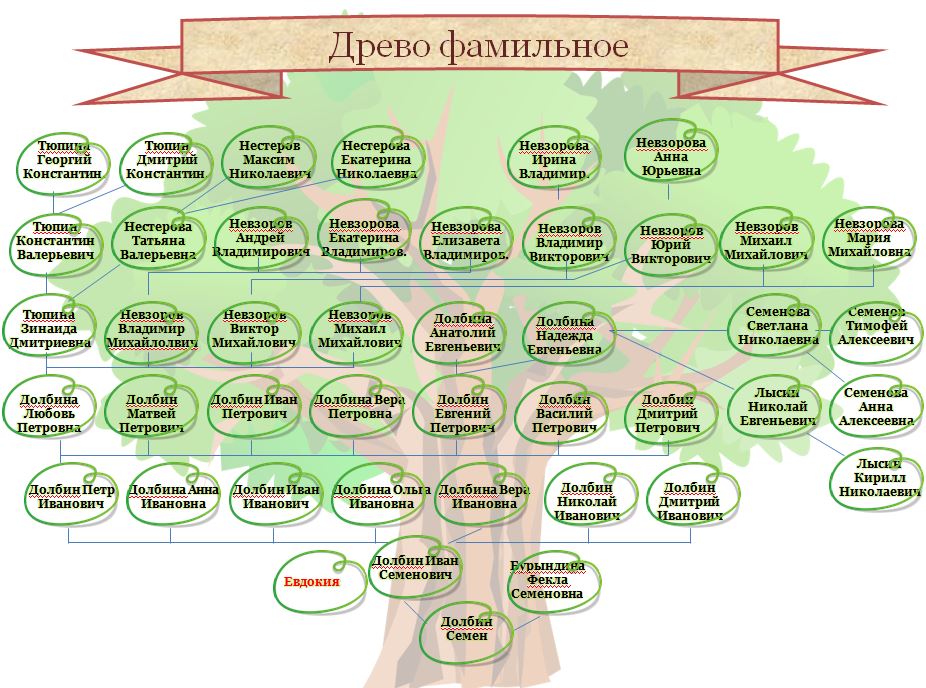 Древо фамильное
Тюпина
Георгий
Константин
Тюпин
Дмитрий
Константин
Нестеров
Максим
Николаевич
Нестерова
Екатерина
Николаевна
Невзорова
Ирина
Владимир.
Невзорова
Анна
Юрьевна
Тюпин
Константин
Валерьевич
Нестерова
Татьяна
Валерьевна
Невзоров
Андрей
Владимирович
Невзорова
Екатерина
Владимиров.
Невзорова
Елизавета
Владимиров.
Невзоров
Владимир
Викторович
Невзоров
Юрий
Викторович
Невзоров
Михаил
Михайлович
Невзорова
Мария
Михайловна
Тюпина
Зинаида
Дмитриевна
Невзоров
Владимир
Михайлолвич
Невзоров
Виктор
Михайлович
Невзоров
Михаил
Михайлович
Долбина
Анатолий
Евгеньевич
Долбина
Надежда
Евгеньевна
Семенова
Светлана
Николаевна
Семенов
Тимофей
Алексеевич
Долбина
Любовь
Петровна
Долбин
Матвей
Петрович
Долбин Иван
Петрович
Долбина Вера
Петровна
Долбин
Евгений
Петрович
Долбин
Василий
Петрович
Долбин
Дмитрий
Петрович
Лысин
Николай
Евгеньевич
Семенова
Анна
Алексеевна
Лысин
Кирилл
Николаевич
Долбин Петр
Иванович
Долбина Анна
Ивановна
Долбин Иван
Иванович
Долбина Ольга
Ивановна
Долбина Вера
Ивановна
Долбин
Николай
Иванович
Долбин
Дмитрий
Иванович
Евдокия
Долбин Иван
Семенович
Бурындина
Фекла
Семеновна
Долбин
Семен